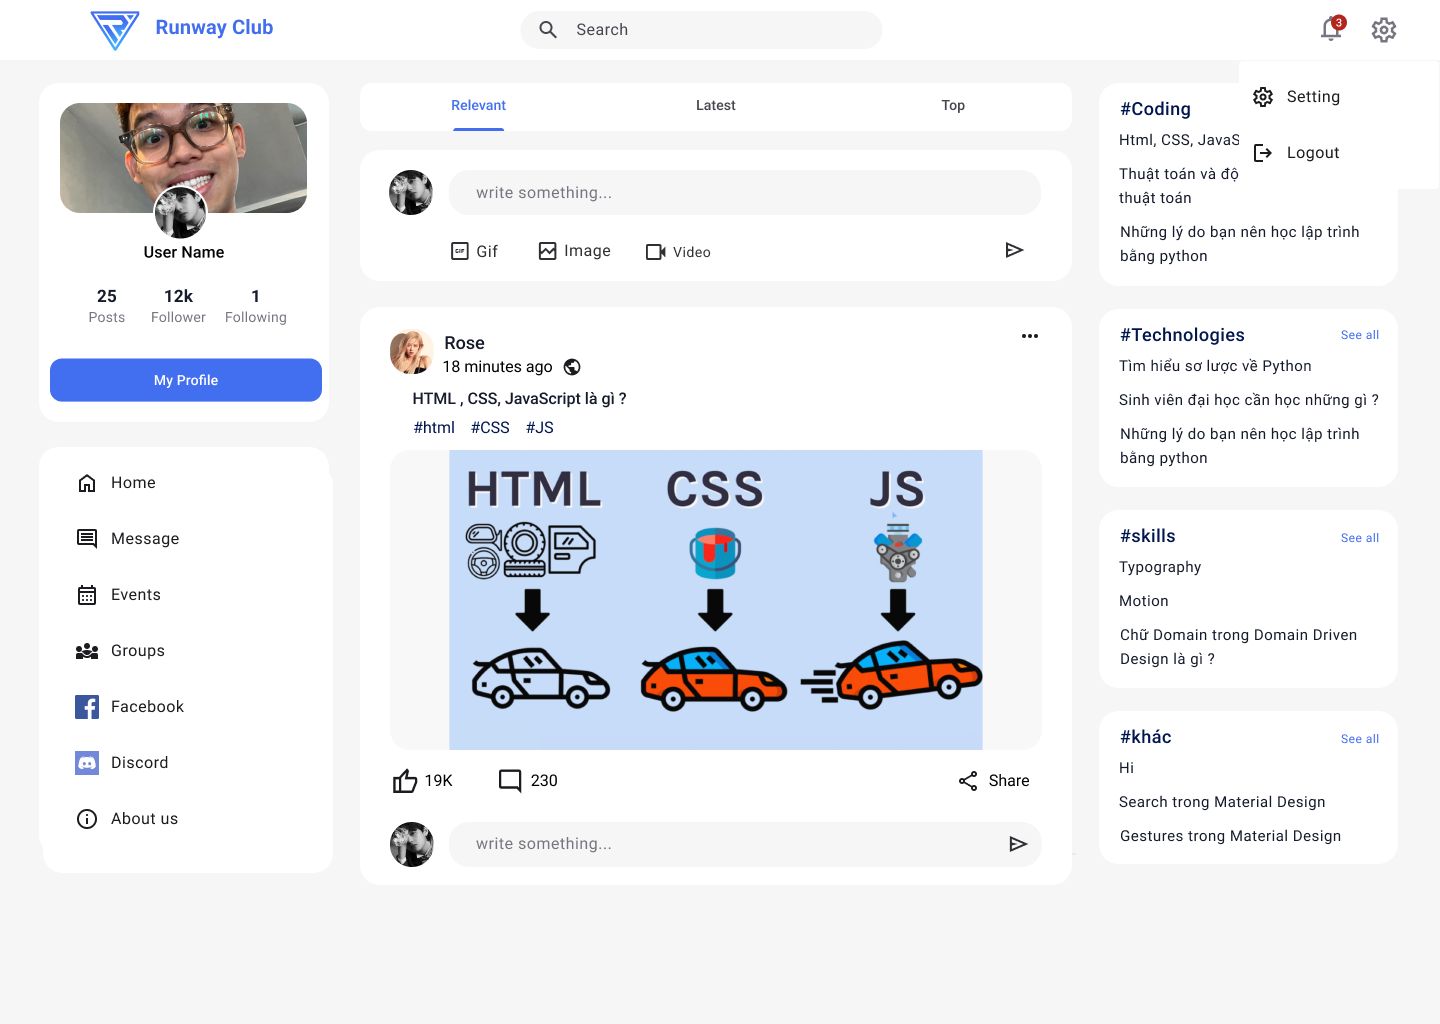 Runway Club
Search
3
Setting
Logout
User Name
25
12k
1
Posts
Follower
Following
My Profile
Home
Message
Events
Groups
Facebook
Discord
About us
Relevant
Latest
Top
write something...
GIF
Gif
Image
Video
Rose
18 minutes ago
HTML , CSS, JavaScript là gì ?
#html #CSS #JS
HTML
CSS
JS
19K
230
Share
write something...
#Coding
Html, CSS, JavaS
Thuật toán và độ
thuật toán
Những lý do bạn nên học lập trình
bằng python
#Technologies
See all
Tìm hiểu sơ lược về Python
Sinh viên đại học cần học những gì ?
Những lý do bạn nên học lập trình
bằng python
#skills
See all
Typography
Motion
Chữ Domain trong Domain Driven
Design là gì ?
#khác
See all
Hi
Search trong Material Design
Gestures trong Material Design